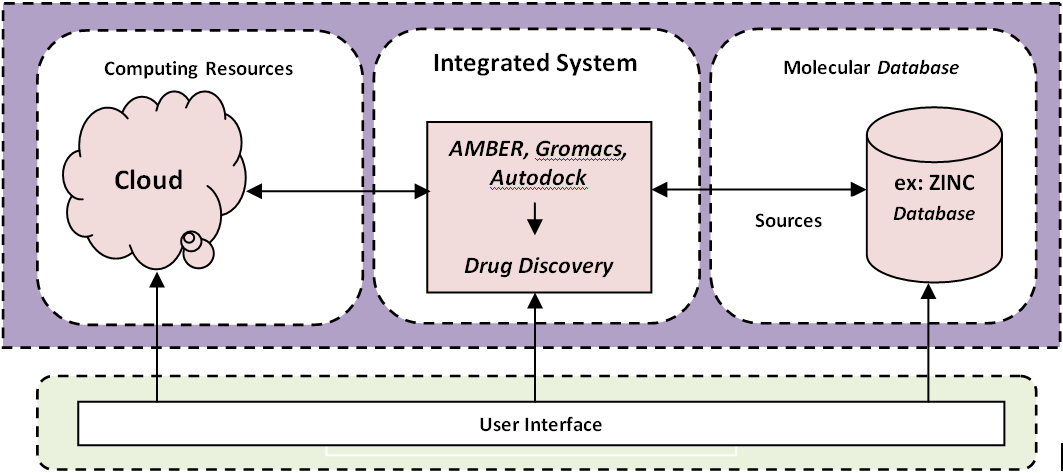 Computing Resources
Cloud
Integrated System
AMBER, Gromacs,
Autodock
Drug Discovery
Molecular Database
ex: ZINC
Database
Sources
User Interface